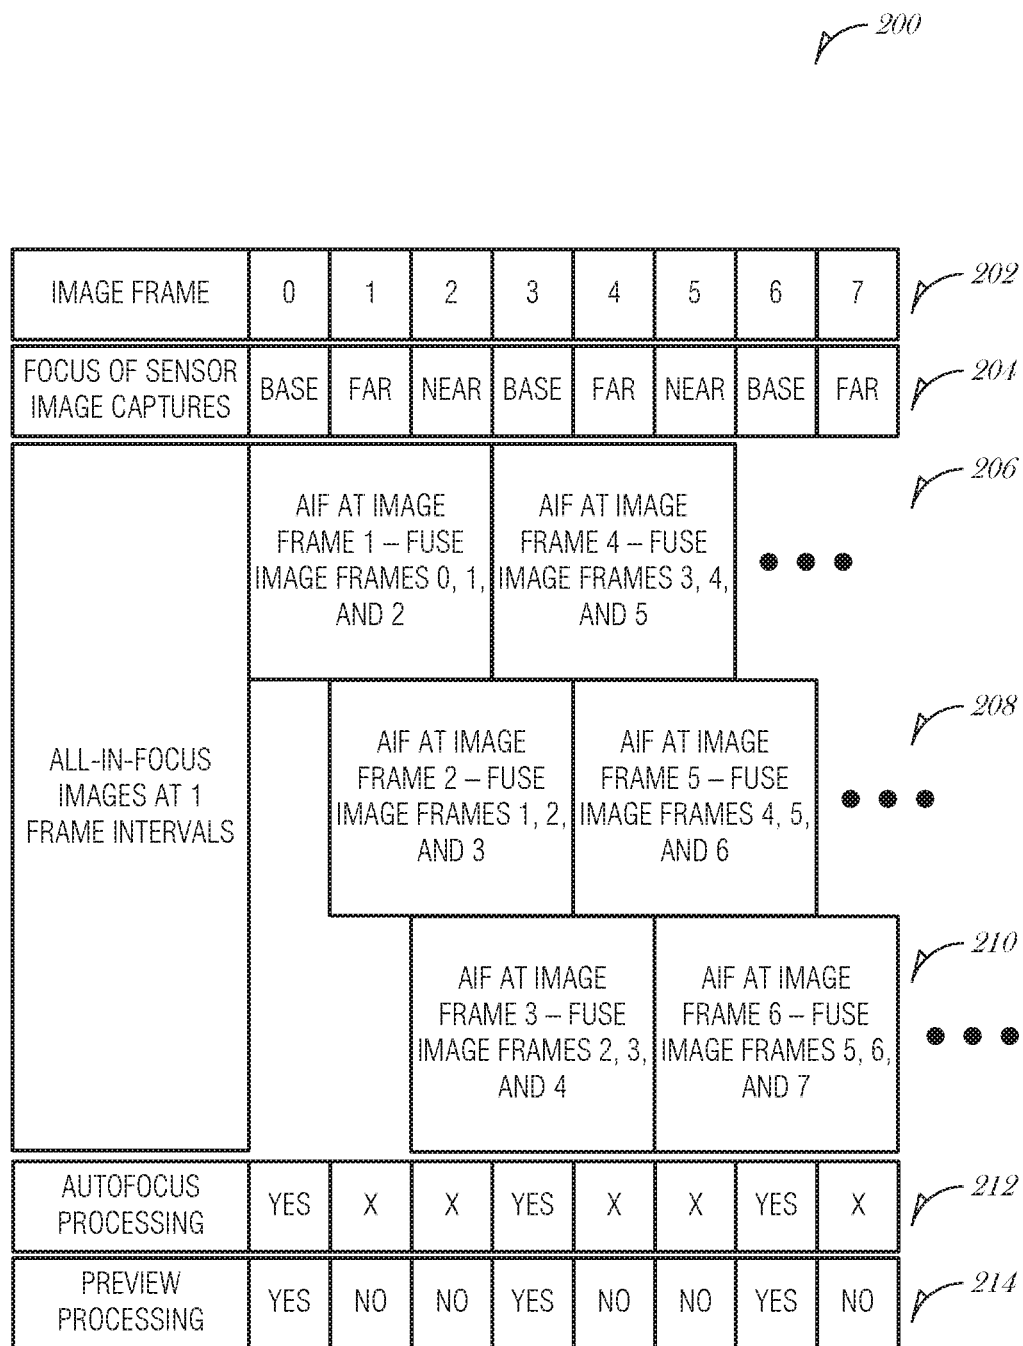 200
IMAGE FRAME 0 1 2 3 4 5 6 7 202
FOCUS OF SENSOR
IMAGE CAPTURES
BASE FAR NEAR BASE FAR NEAR BASE FAR 204
ALL-IN-FOCUS
IMAGES AT 1
FRAME INTERVALS
AIF AT IMAGE
FRAME 1 – FUSE
IMAGE FRAMES 0, 1,
AND 2
AIF AT IMAGE
FRAME 4 – FUSE
IMAGE FRAMES 3, 4,
AND 5
206
AIF AT IMAGE
FRAME 2 – FUSE
IMAGE FRAMES 1, 2,
AND 3
AIF AT IMAGE
FRAME 5 – FUSE
IMAGE FRAMES 4, 5,
AND 6
208
AIF AT IMAGE
FRAME 3 – FUSE
IMAGE FRAMES 2, 3,
AND 4
AIF AT IMAGE
FRAME 6 – FUSE
IMAGE FRAMES 5, 6,
AND 7
210
AUTOFOCUS
PROCESSING
YES X X YES X X YES X 212
PREVIEW
PROCESSING
YES NO NO YES NO NO YES NO 214